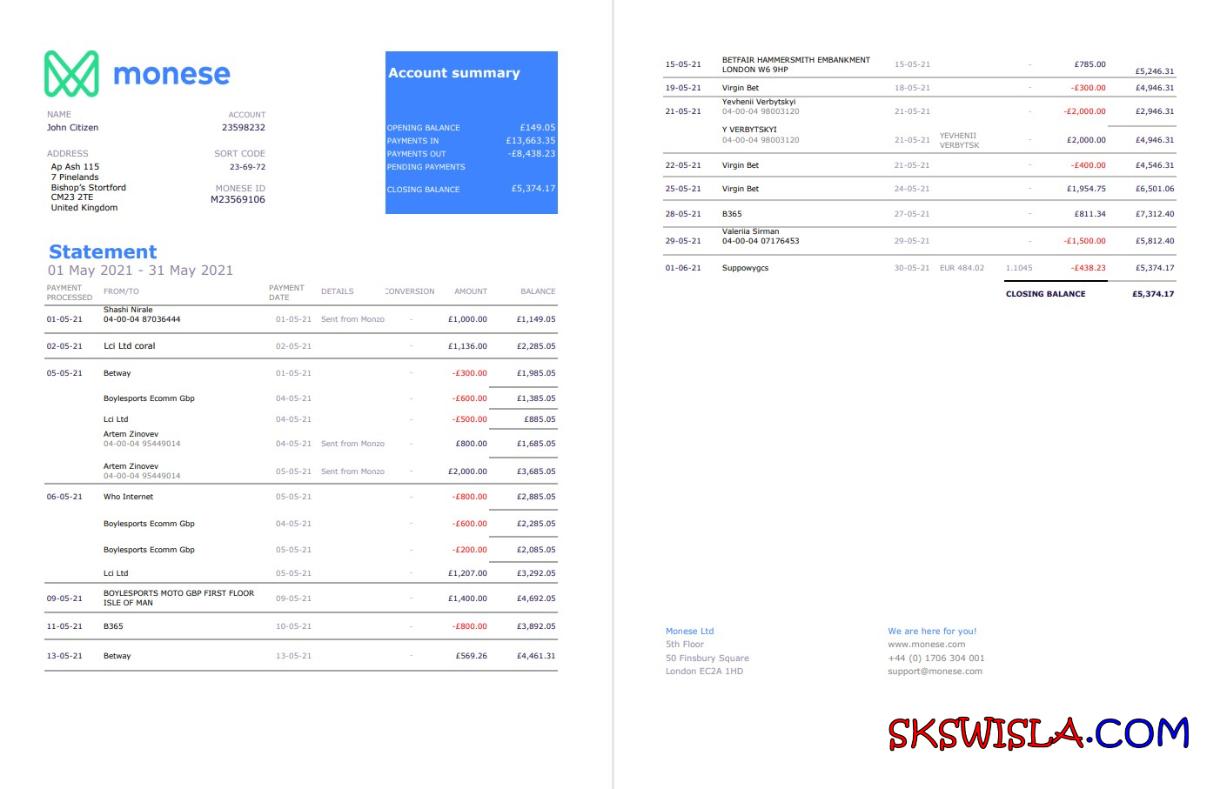 monese
NAME
ACCOUNT
John Citizen
23598232
ADDRESS
SORT CODE
Ap Ash 115
23-69-72
7 Pinelands
Bishop's Stortford
MONESE ID
CM23 2TE
M23569106
United Kingdom
Account summary
OPENING BALANCE £149.05
PAYMENTS IN £13,663.35
PAYMENTS OUT -£8,438.23
PENDING PAYMENTS
CLOSING BALANCE £5,374.17
Statement
01 May 2021 - 31 May 2021
PAYMENT PROCESSED FROM/TO PAYMENT DATE DETAILS CONVERSION AMOUNT BALANCE
Shashi Nirale
01-05-21 04-00-04 87036444 01-05-21 Sent from Monzo - £1,000.00 £1,149.05
02-05-21 Lci Ltd coral 02-05-21 - £1,136.00 £2,285.05
05-05-21 Betway 01-05-21 - -£300.00 £1,985.05
Boylesports Ecomm Gbp 04-05-21 - -£600.00 £1,385.05
Lci Ltd 04-05-21 - -£500.00 £885.05
Artem Zinovev
04-00-04 95449014 04-05-21 Sent from Monzo - £800.00 £1,685.05
Artem Zinovev
04-00-04 95449014 05-05-21 Sent from Monzo - £2,000.00 £3,685.05
06-05-21 Who Internet 05-05-21 - -£800.00 £2,885.05
Boylesports Ecomm Gbp 04-05-21 - -£600.00 £2,285.05
Boylesports Ecomm Gbp 05-05-21 - -£200.00 £2,085.05
Lci Ltd 05-05-21 - £1,207.00 £3,292.05
BOYLESPORTS MOTO GBP FIRST FLOOR
09-05-21 ISLE OF MAN 09-05-21 - £1,400.00 £4,692.05
11-05-21 B365 10-05-21 - -£800.00 £3,892.05
13-05-21 Betway 13-05-21 - £569.26 £4,461.31
BETFAIR HAMMERSMITH EMBANKMENT
15-05-21 LONDON W6 9HP 15-05-21 - £785.00 £5,246.31
19-05-21 Virgin Bet 18-05-21 - -£300.00 £4,946.31
Yevhenii Verbytskyi
21-05-21 04-00-04 98003120 21-05-21 - -£2,000.00 £2,946.31
Y VERBYTSKYI
04-00-04 98003120 21-05-21 YEVHENII VERBYTSK - £2,000.00 £4,946.31
22-05-21 Virgin Bet 21-05-21 - -£400.00 £4,546.31
25-05-21 Virgin Bet 24-05-21 - £1,954.75 £6,501.06
28-05-21 B365 27-05-21 - £811.34 £7,312.40
Valeriia Sirman
29-05-21 04-00-04 07176453 29-05-21 - -£1,500.00 £5,812.40
01-06-21 Suppowygcs 30-05-21 EUR 484.02 1.1045 -£438.23 £5,374.17
CLOSING BALANCE £5,374.17
Monese Ltd
5th Floor
50 Finsbury Square
London EC2A 1HD
We are here for you!
www.monese.com
+44 (0) 1706 304 001
support@monese.com
SKSWISLA.COM